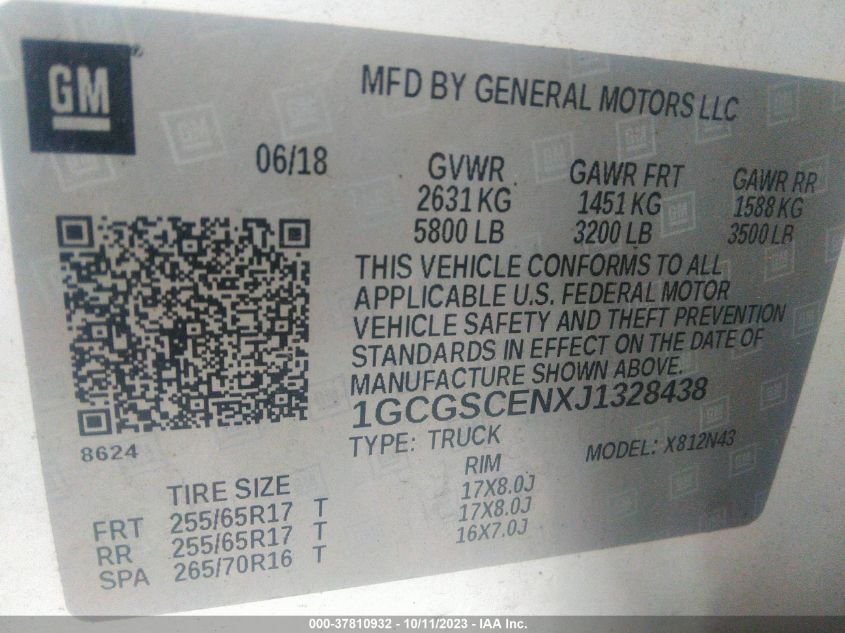 GM
MFD BY GENERAL MOTORS LLC
06/18
GVWR GAWR FRT GAWR RR
2631 KG 1451 KG 1588 KG
5800 LB 3200 LB 3500 LB
THIS VEHICLE CONFORMS TO ALL
APPLICABLE U.S. FEDERAL MOTOR
VEHICLE SAFETY AND THEFT PREVENTION
STANDARDS IN EFFECT ON THE DATE OF
MANUFACTURE SHOWN ABOVE.
1GCGSCENXJ1328438
8624
TYPE: TRUCK MODEL: X812N43
TIRE SIZE RIM
FRT 255/65R17 T 17X8.0J
RR 255/65R17 T 17X8.0J
SPA 265/70R16 T 16X7.0J
000-37810932 - 10/11/2023 - IAA Inc.